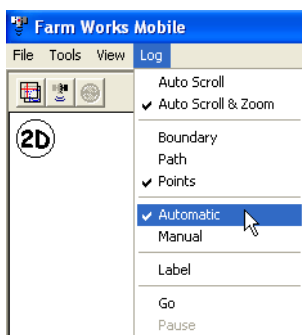 Farm Works Mobile
File Tools View Log
Auto Scroll
Auto Scroll & Zoom
2D
Boundary
Path
Points
Automatic
Manual
Label
Go
Pause